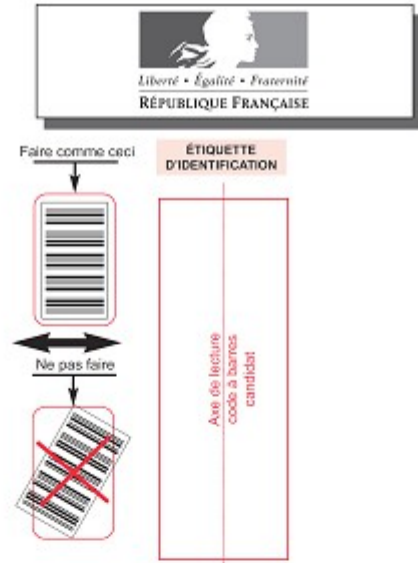 Liberté • Égalité • Fraternité
RÉPUBLIQUE FRANÇAISE
Faire comme ceci
ÉTIQUETTE
D'IDENTIFICATION
Ne pas faire
Axe de lecture
code à barres
candidat